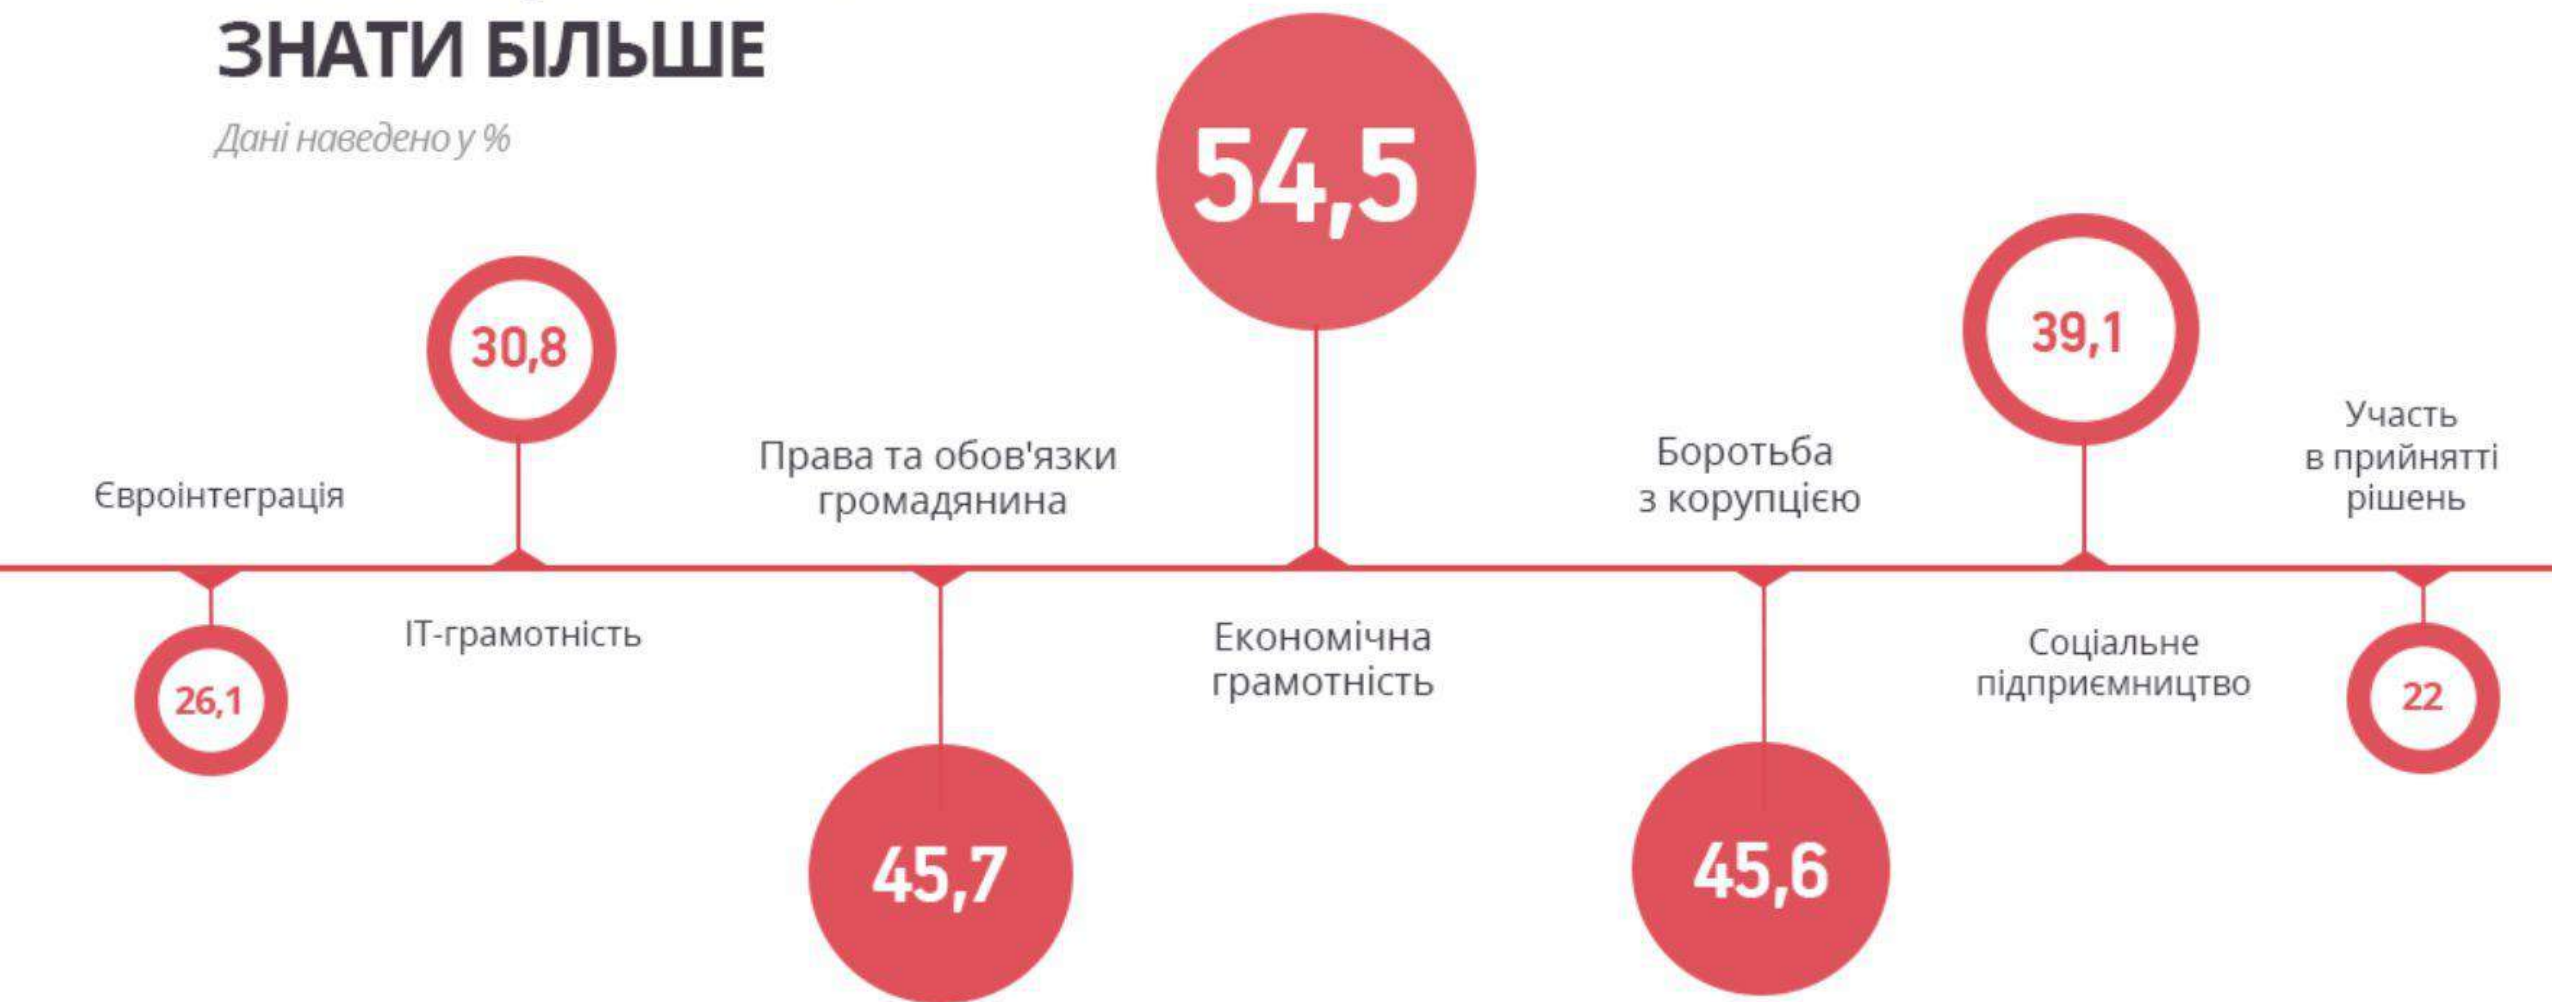 ЗНАТИ БІЛЬШЕ
Дані наведено у %
54,5
30,8
39,1
Євроінтеграція
Права та обов'язки
громадянина
Боротьба
з корупцією
Участь
в прийнятті
рішень
ІТ-грамотність
Економічна
грамотність
Соціальне
підприємництво
26,1
22
45,7
45,6